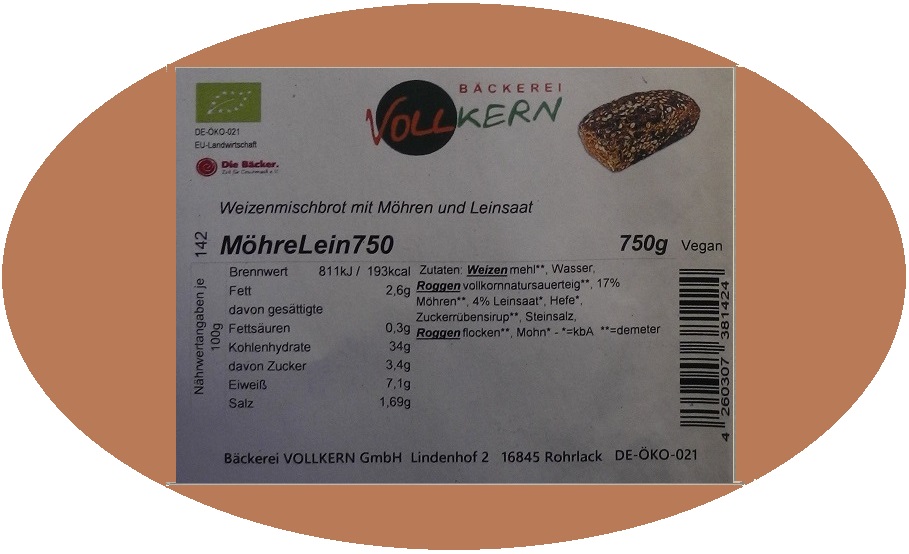 BÄCKEREI
VOLLKERN
DE-ÖKO-021
EU-Landwirtschaft
Die Bäcker.
Zeit für Geschmack e.V.
Weizenmischbrot mit Möhren und Leinsaat
142
MöhreLein750
750g Vegan
Nährwertangaben je
100g
Brennwert 811kJ / 193kcal
Fett 2,6g
davon gesättigte
Fettsäuren 0,3g
Kohlenhydrate 34g
davon Zucker 3,4g
Eiweiß 7,1g
Salz 1,69g
Zutaten: Weizenmehl**, Wasser,
Roggenvollkornnatursauerteig**, 17%
Möhren**, 4% Leinsaat*, Hefe*,
Zuckerrübensirup**, Steinsalz,
Roggenflocken**, Mohn* - *=kbA **=demeter
4 260307 381424
Bäckerei VOLLKERN GmbH Lindenhof 2 16845 Rohrlack DE-ÖKO-021